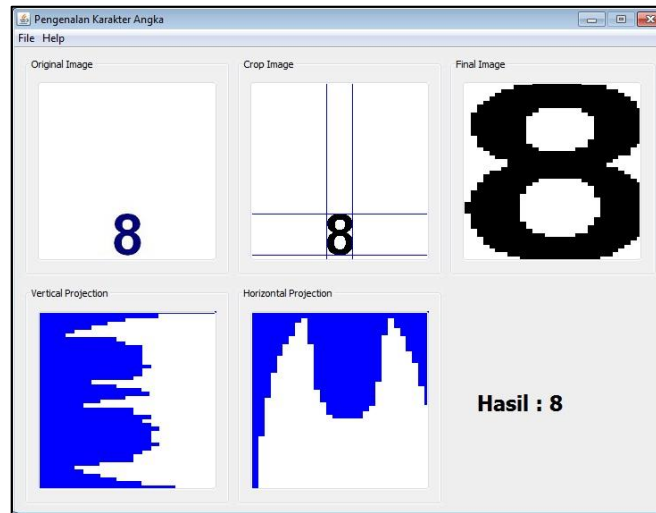 Pengenalan Karakter Angka
File Help
Original Image
Crop Image
Final Image
8
8
8
Vertical Projection
Horizontal Projection
Hasil : 8